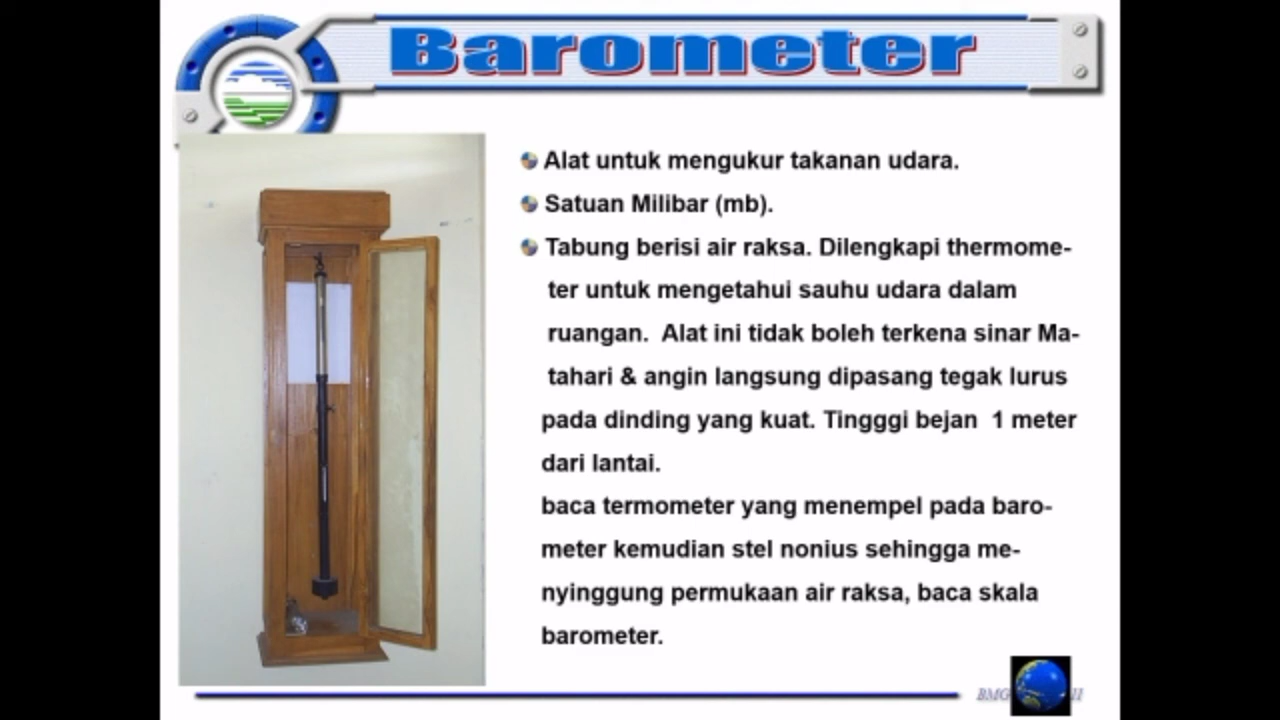 Barometer
Alat untuk mengukur takanan udara.
Satuan Milibar (mb).
Tabung berisi air raksa. Dilengkapi thermome-
ter untuk mengetahui sauhu udara dalam
ruangan. Alat ini tidak boleh terkena sinar Ma-
tahari & angin langsung dipasang tegak lurus
pada dinding yang kuat. Tingggi bejan 1 meter
dari lantai.
baca termometer yang menempel pada baro-
meter kemudian stel nonius sehingga me-
nyinggung permukaan air raksa, baca skala
barometer.
BMG